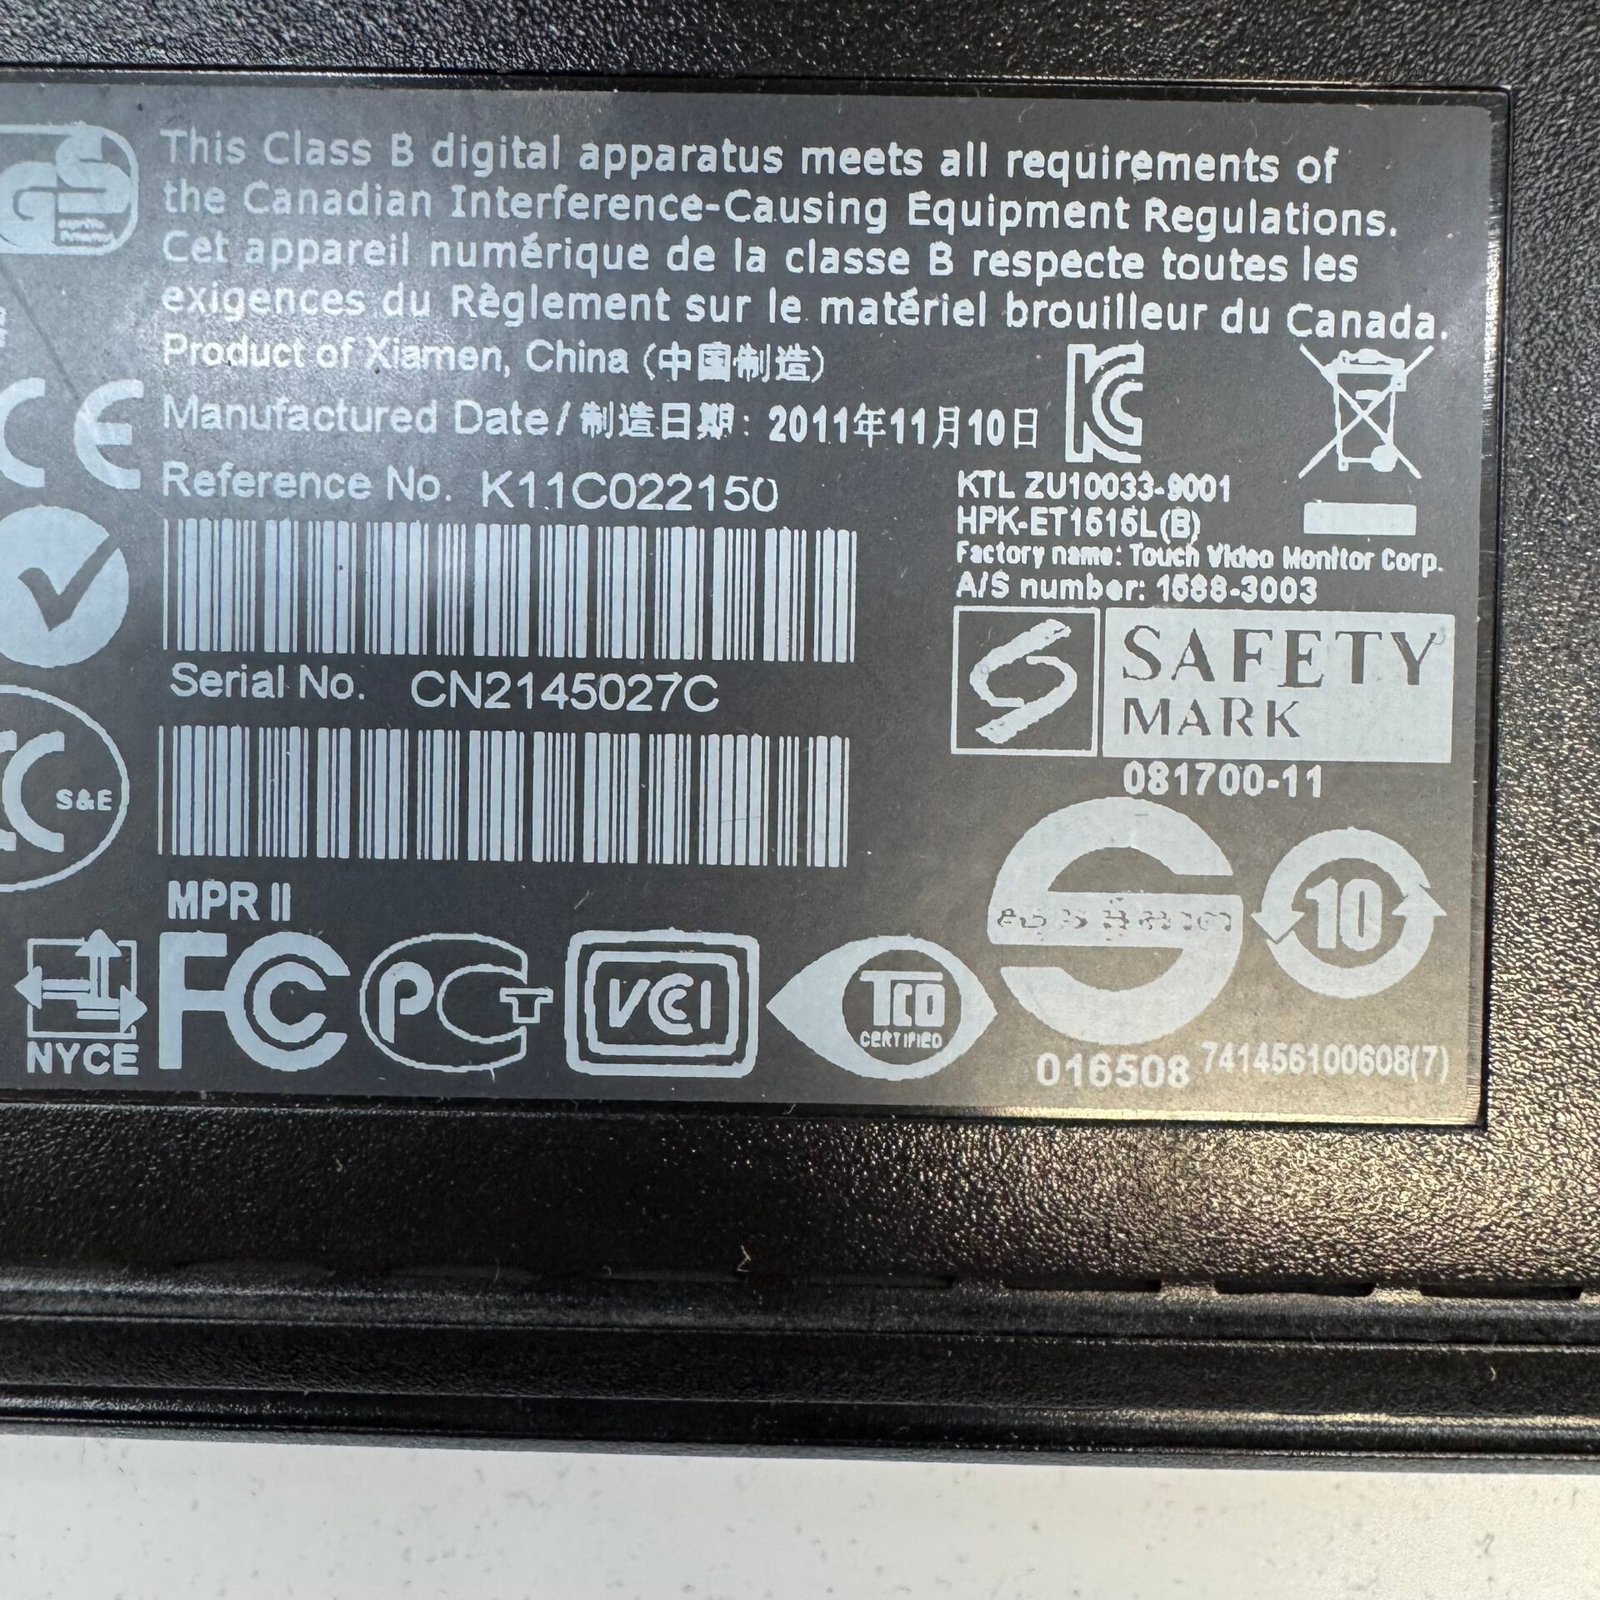 GS
This Class B digital apparatus meets all requirements of
the Canadian Interference-Causing Equipment Regulations.
Cet appareil numérique de la classe B respecte toutes les
exigences du Règlement sur le matériel brouilleur du Canada.
Product of Xiamen, China (中国制造)
Manufactured Date / 制造日期: 2011年11月10日
Reference No. K11C022150
KTL ZU10033-9001
HPK-ET1515L(B)
Factory name: Touch Video Monitor Corp.
A/S number: 1588-3003
CE
Serial No. CN2145027C
SAFETY
MARK
081700-11
S&E
MPR II
10
NYCE
FC
PCT
VCCI
TCO
CERTIFIED
016508
741456100608(7)